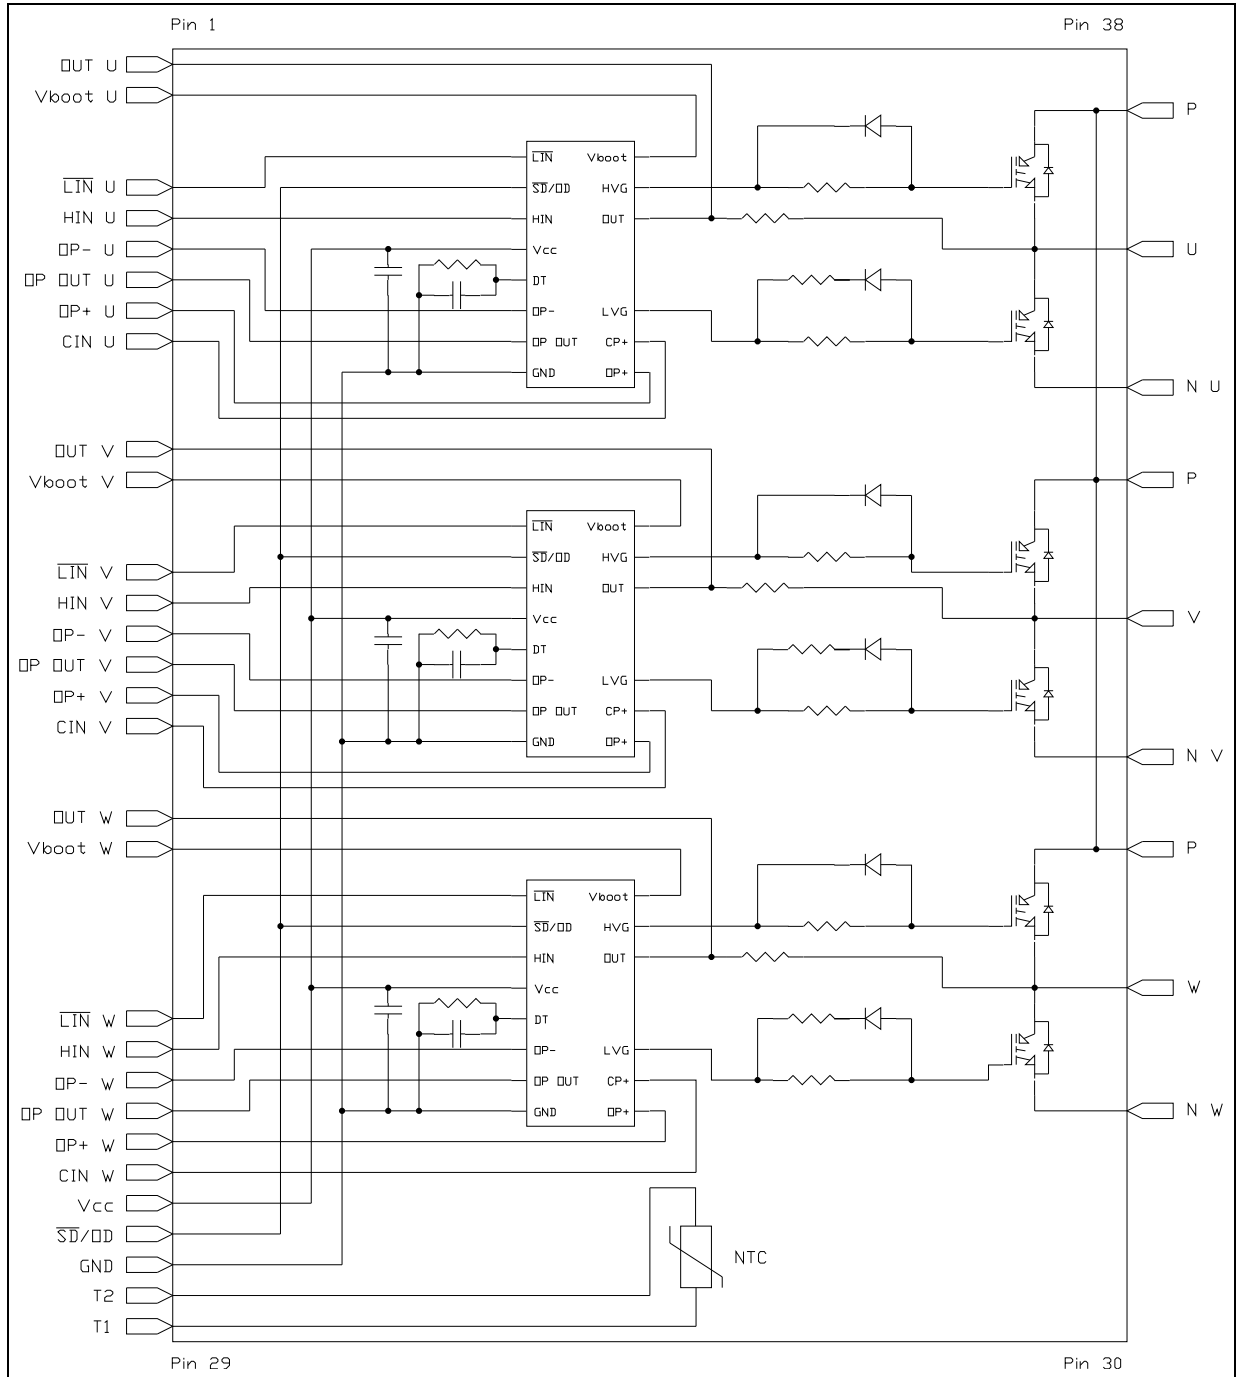 Pin 1
Pin 38
OUT U
Vboot U
LIN U
HIN U
OP- U
OP OUT U
OP+ U
CIN U
LIN
SD/OD
HIN
Vcc
DT
OP-
OP OUT
GND
Vboot
HVG
OUT
LVG
CP+
OP+
P
U
N U
OUT V
Vboot V
LIN V
HIN V
OP- V
OP OUT V
OP+ V
CIN V
LIN
SD/OD
HIN
Vcc
DT
OP-
OP OUT
GND
Vboot
HVG
OUT
LVG
CP+
OP+
P
V
N V
OUT W
Vboot W
LIN W
HIN W
OP- W
OP OUT W
OP+ W
CIN W
Vcc
SD/OD
GND
T2
T1
LIN
SD/OD
HIN
Vcc
DT
OP-
OP OUT
GND
Vboot
HVG
OUT
LVG
CP+
OP+
P
W
N W
NTC
Pin 29
Pin 30